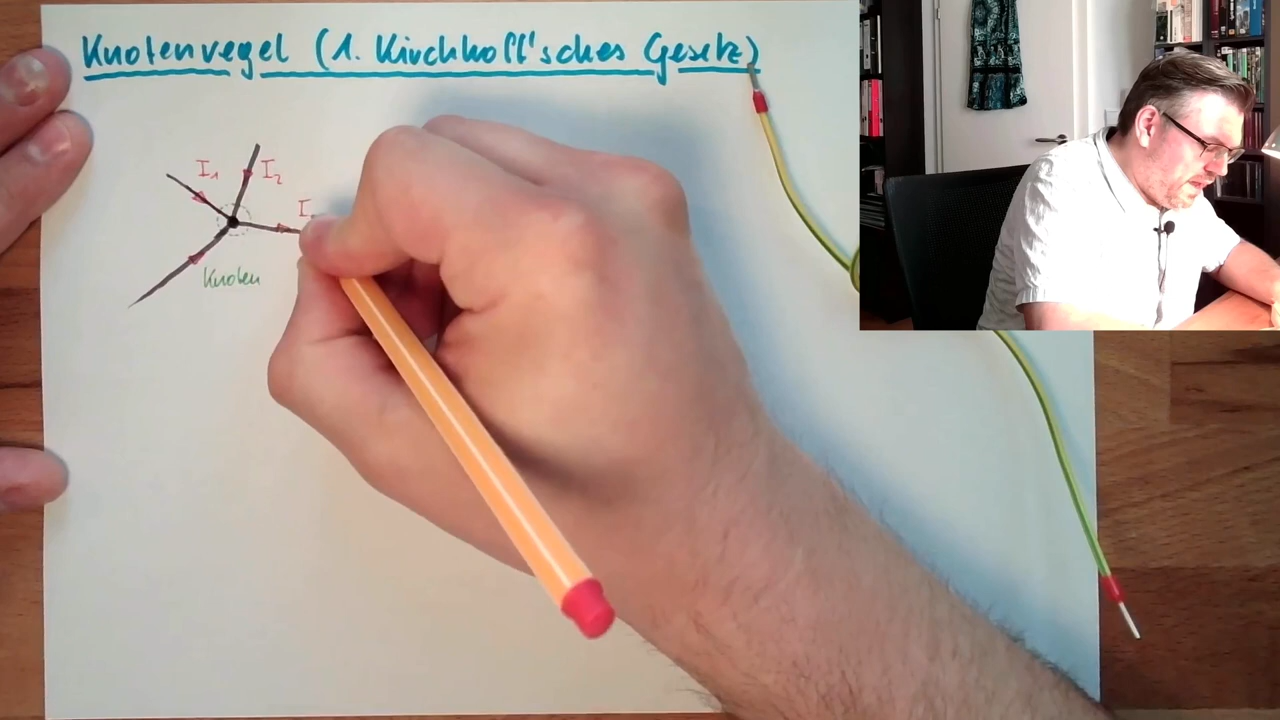 Knotenregel (1. Kirchhoff'sches Gesetz)
I₁ I₂
I
Knoten